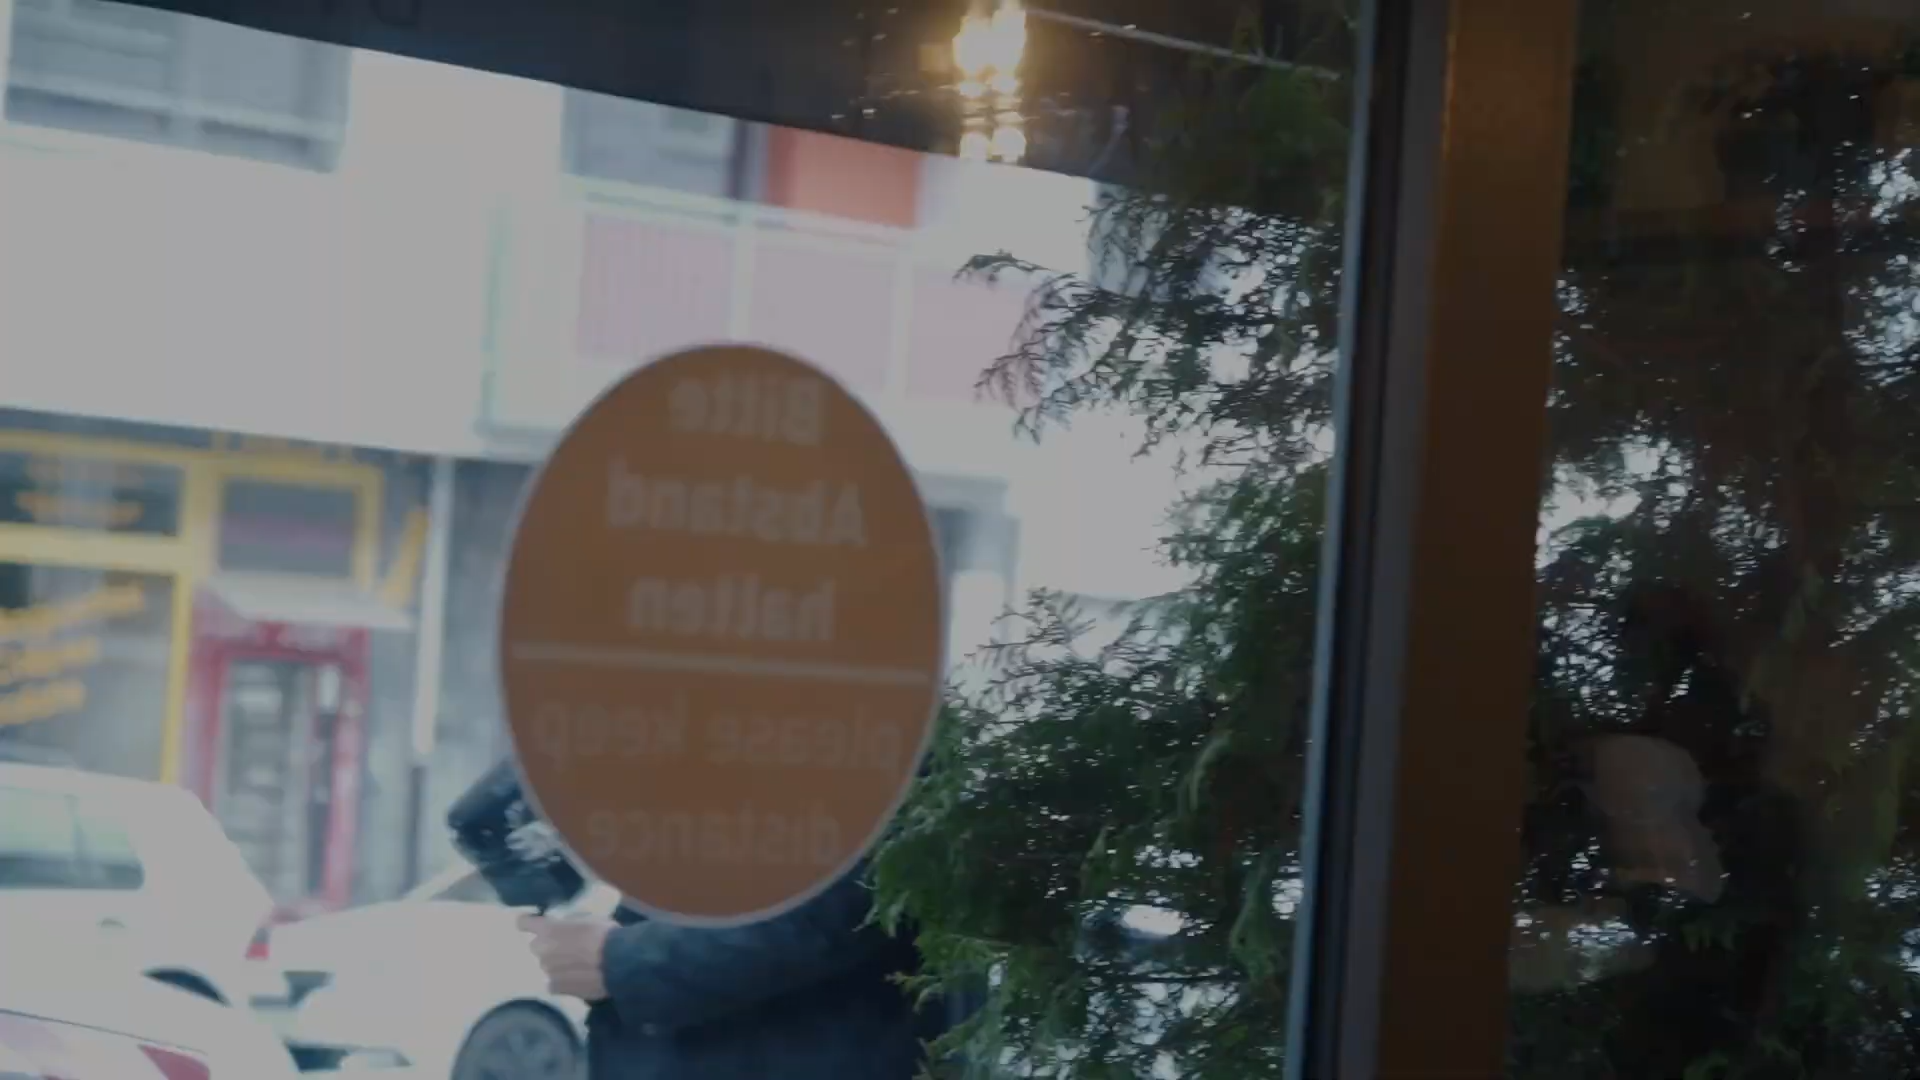 Bitte
Abstand
halten
please keep
distance